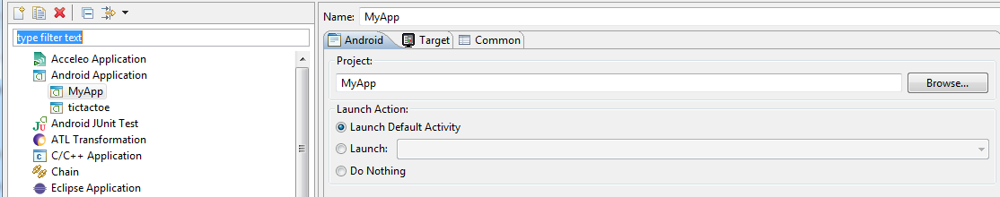 type filter text
Acceleo Application
Android Application
MyApp
tictactoe
Android JUnit Test
ATL Transformation
C/C++ Application
Chain
Eclipse Application
Name: MyApp
Android Target Common
Project:
MyApp Browse...
Launch Action:
Launch Default Activity
Launch:
Do Nothing